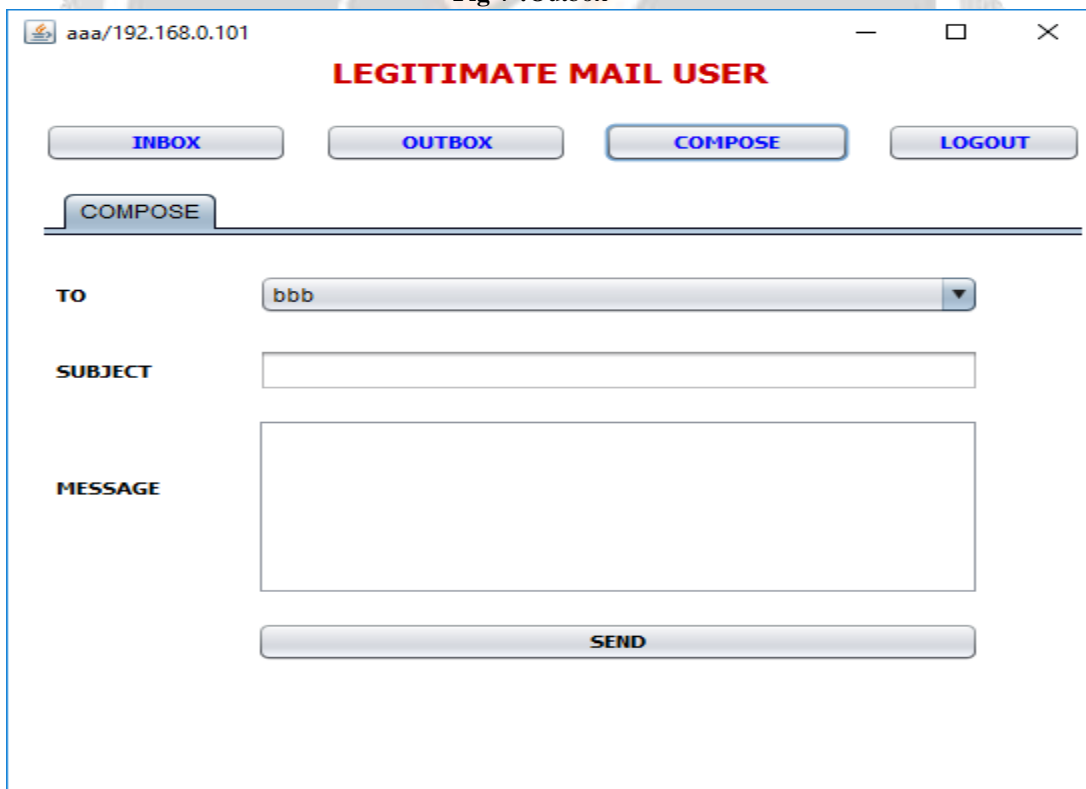 aaa/192.168.0.101
LEGITIMATE MAIL USER
INBOX OUTBOX COMPOSE LOGOUT
COMPOSE
TO bbb
SUBJECT
MESSAGE
SEND